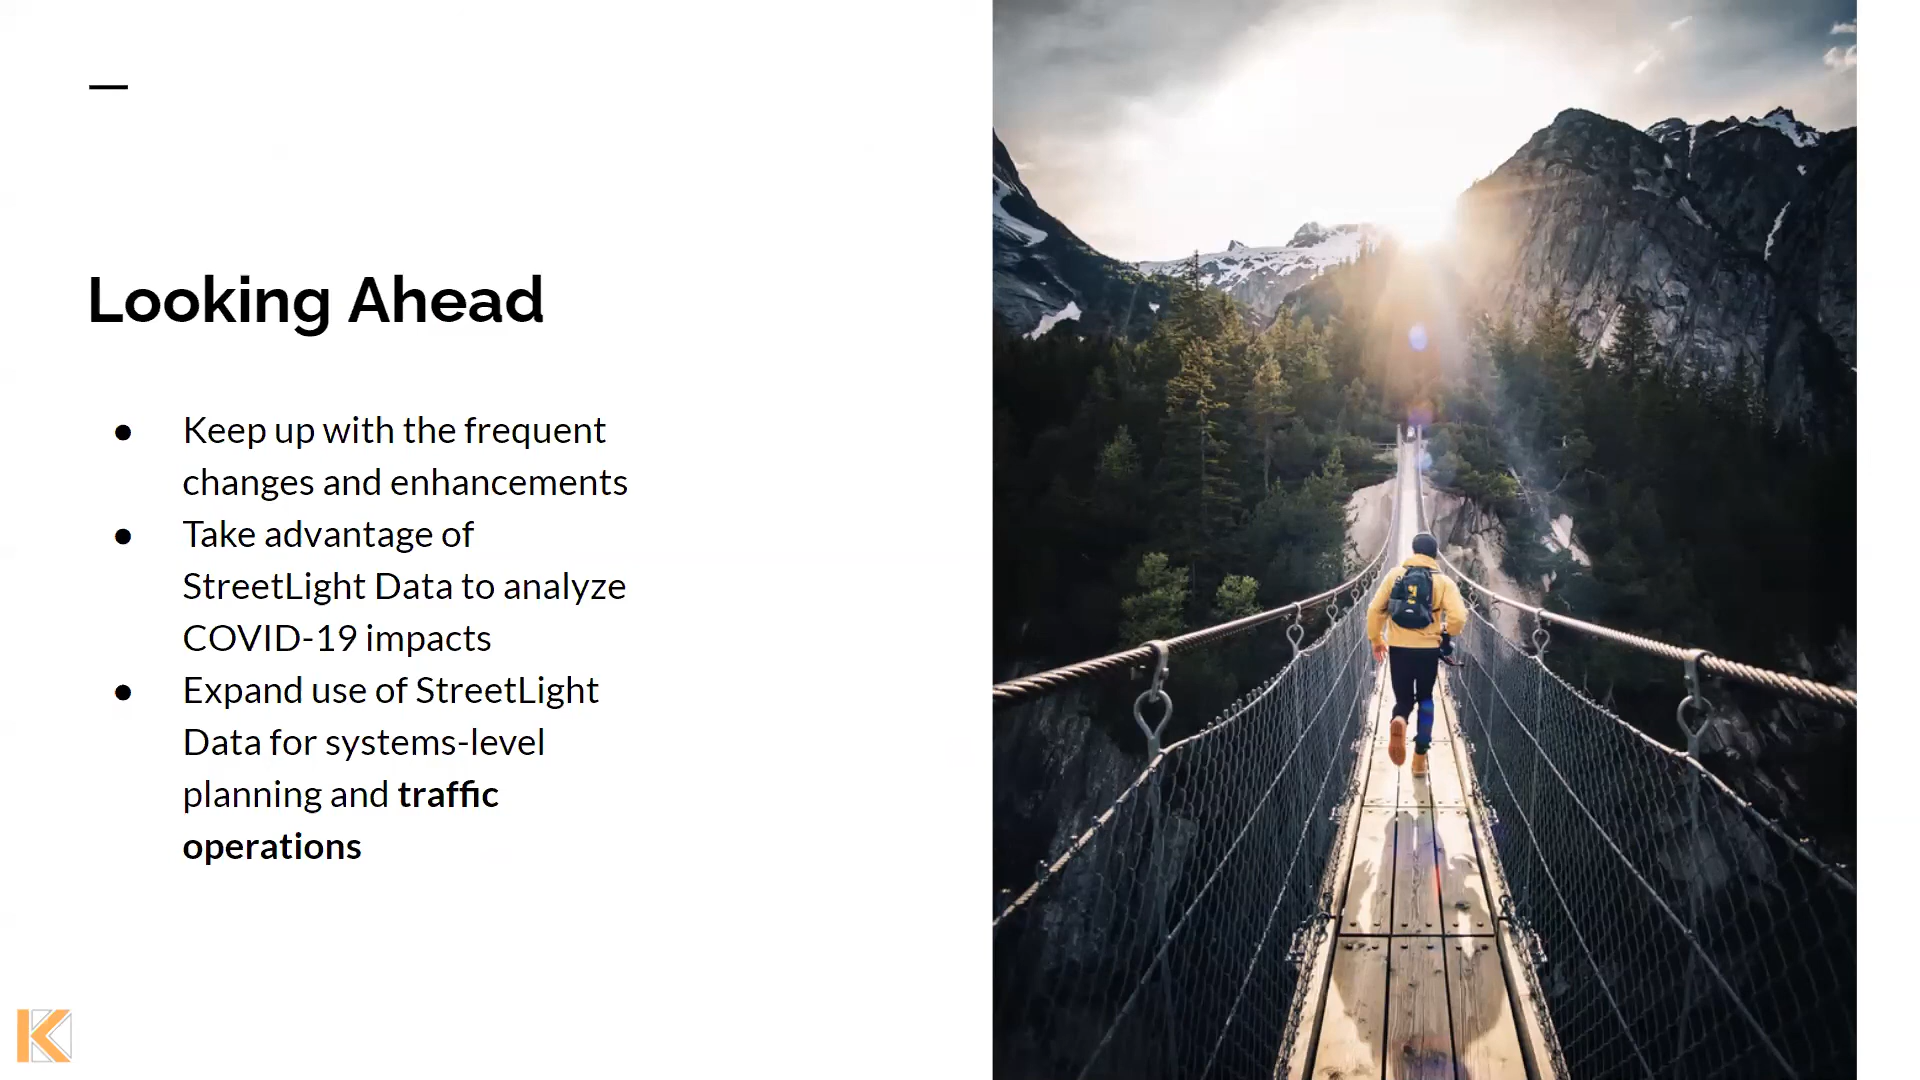 Looking Ahead
● Keep up with the frequent
changes and enhancements
● Take advantage of
StreetLight Data to analyze
COVID-19 impacts
● Expand use of StreetLight
Data for systems-level
planning and traffic
operations
K